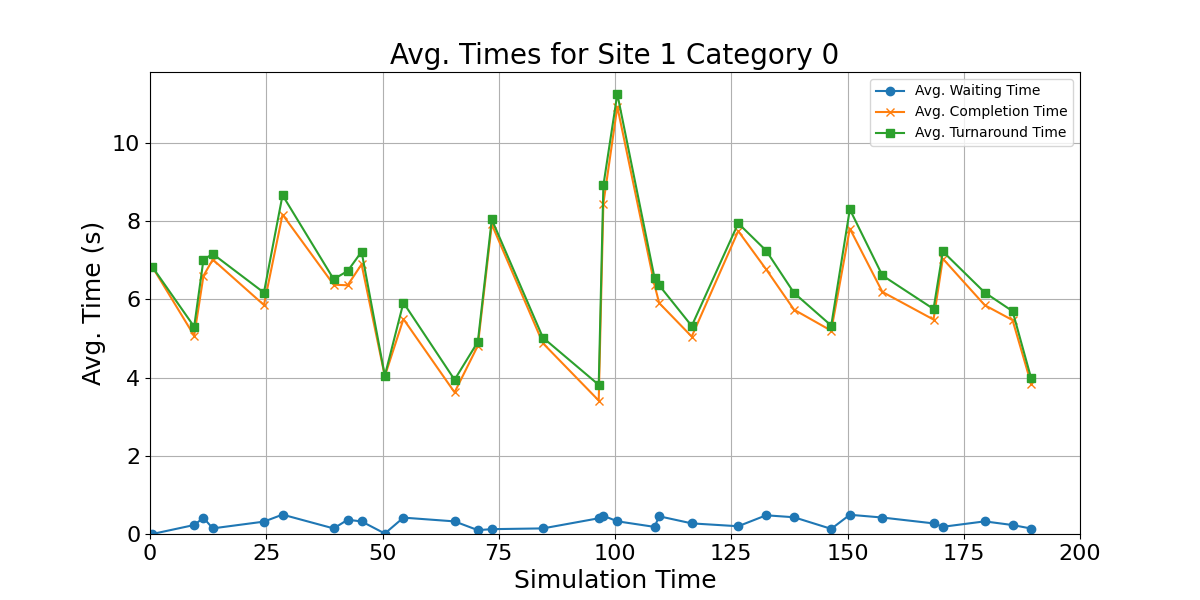 Avg. Times for Site 1 Category 0
Avg. Waiting Time
Avg. Completion Time
Avg. Turnaround Time
Avg. Time (s)
10
8
6
4
2
0
0 25 50 75 100 125 150 175 200
Simulation Time